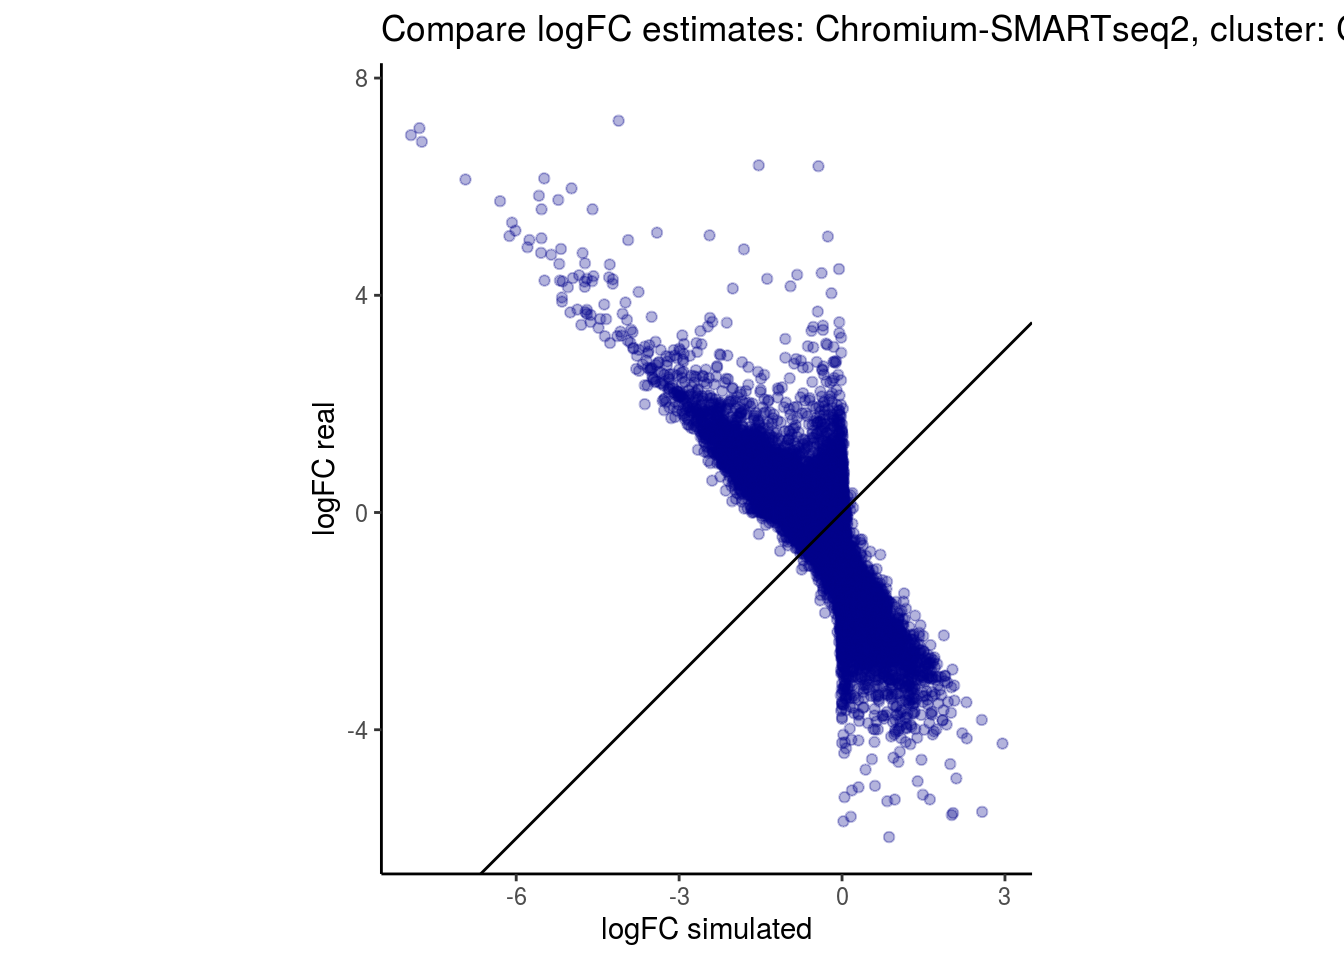 Compare logFC estimates: Chromium-SMARTseq2, cluster:
8
4
0
-4
logFC real
-6
-3
0
3
logFC simulated